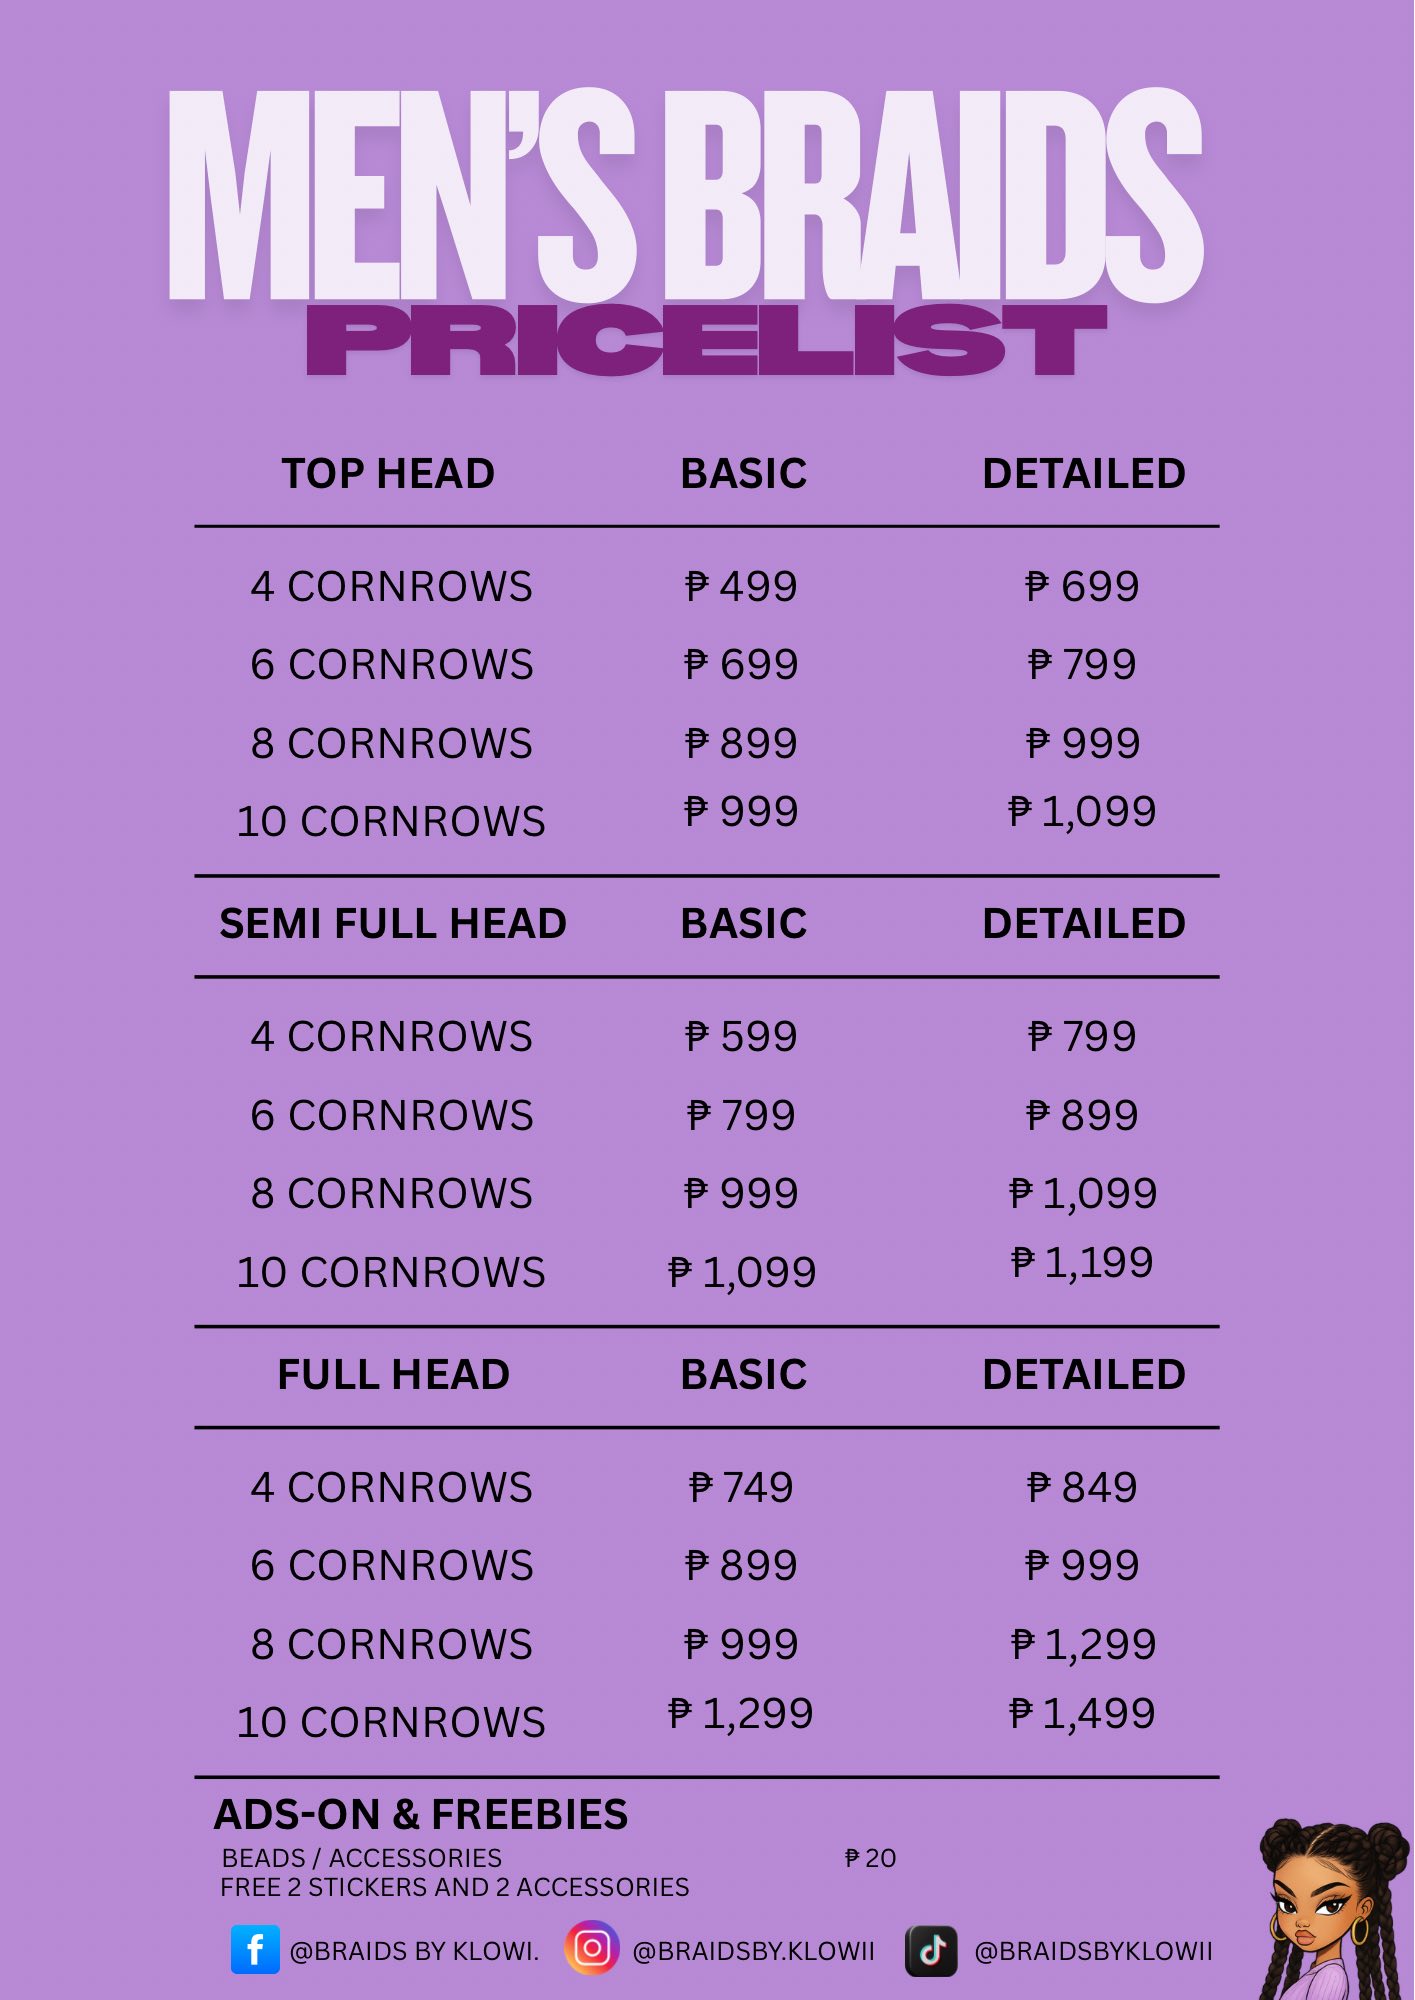 MEN'S BRAIDS
PRICELIST
TOP HEAD BASIC DETAILED
4 CORNROWS ₱ 499 ₱ 699
6 CORNROWS ₱ 699 ₱ 799
8 CORNROWS ₱ 899 ₱ 999
10 CORNROWS ₱ 999 ₱ 1,099
SEMI FULL HEAD BASIC DETAILED
4 CORNROWS ₱ 599 ₱ 799
6 CORNROWS ₱ 799 ₱ 899
8 CORNROWS ₱ 999 ₱ 1,099
10 CORNROWS ₱ 1,099 ₱ 1,199
FULL HEAD BASIC DETAILED
4 CORNROWS ₱ 749 ₱ 849
6 CORNROWS ₱ 899 ₱ 999
8 CORNROWS ₱ 999 ₱ 1,299
10 CORNROWS ₱ 1,299 ₱ 1,499
ADS-ON & FREEBIES
BEADS / ACCESSORIES ₱ 20
FREE 2 STICKERS AND 2 ACCESSORIES
@BRAIDS BY KLOWI. @BRAIDSBY.KLOWII @BRAIDSBYKLOWII